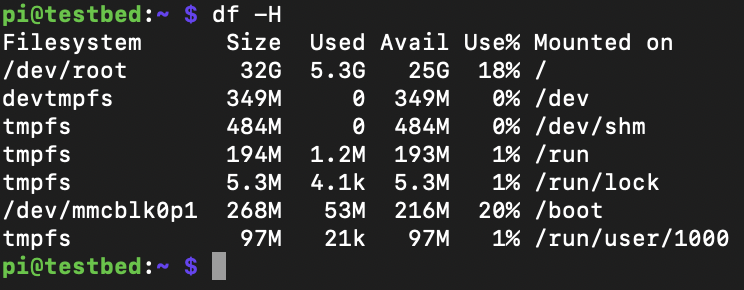 pi@testbed:~ $ df -H
Filesystem      Size  Used Avail Use% Mounted on
/dev/root        32G  5.3G   25G  18% /
devtmpfs        349M     0  349M   0% /dev
tmpfs           484M     0  484M   0% /dev/shm
tmpfs           194M  1.2M  193M   1% /run
tmpfs           5.3M  4.1k  5.3M   1% /run/lock
/dev/mmcblk0p1  268M   53M  216M  20% /boot
tmpfs            97M   21k   97M   1% /run/user/1000
pi@testbed:~ $